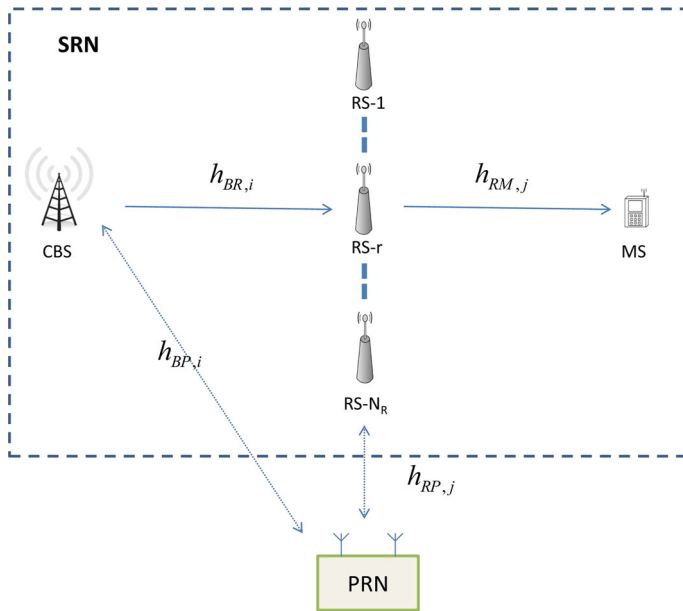 SRN
RS-1
h_{BR,i}
h_{RM,j}
CBS
RS-r
MS
h_{BP,i}
RS-N_R
h_{RP,j}
PRN